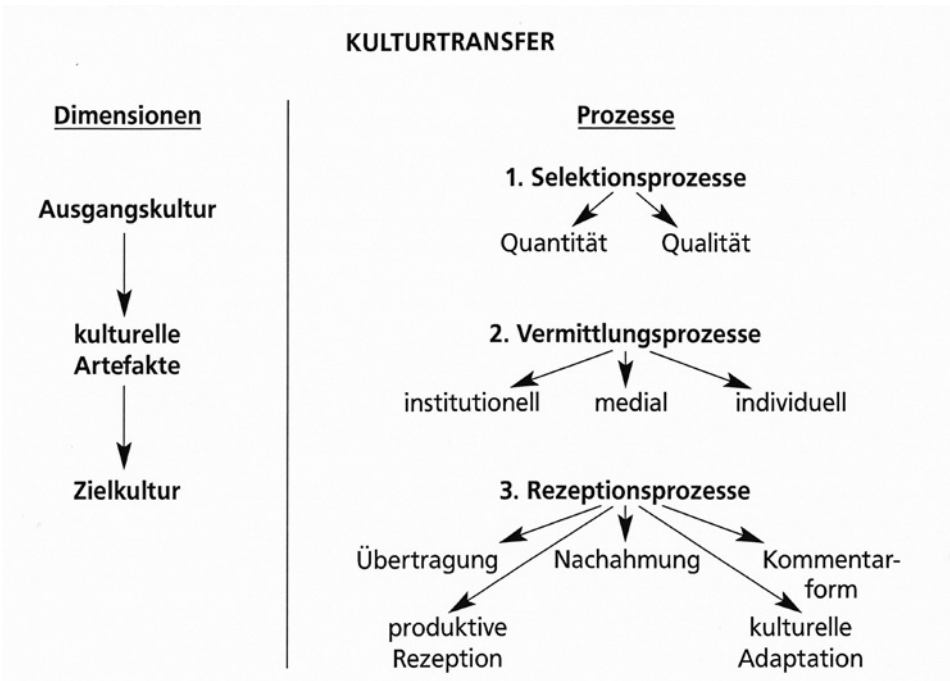 KULTURTRANSFER
Dimensionen
Ausgangskultur
kulturelle
Artefakte
Zielkultur
Prozesse
1. Selektionsprozesse
Quantität Qualität
2. Vermittlungsprozesse
institutionell medial individuell
3. Rezeptionsprozesse
Übertragung Nachahmung Kommentar-
form
produktive
Rezeption
kulturelle
Adaptation